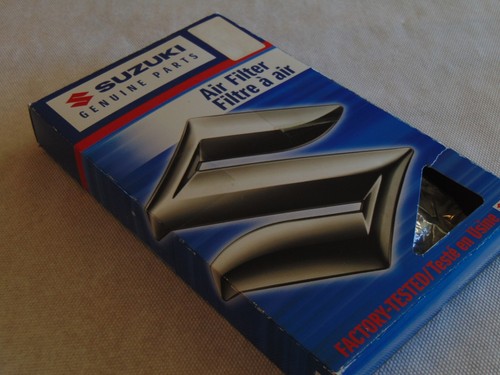 SUZUKI
GENUINE PARTS
Air Filter
Filtre à air
FACTORY-TESTED/Testé en Usine